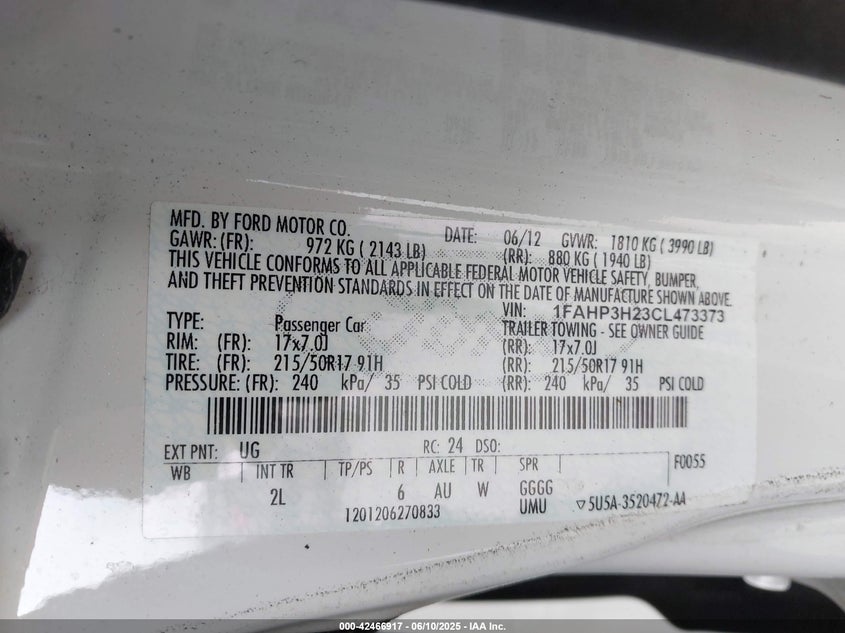 MFD. BY FORD MOTOR CO.
DATE: 06/12 GVWR: 1810 KG ( 3990 LB)
GAWR: (FR): 972 KG ( 2143 LB) (RR): 880 KG ( 1940 LB)
THIS VEHICLE CONFORMS TO ALL APPLICABLE FEDERAL MOTOR VEHICLE SAFETY, BUMPER,
AND THEFT PREVENTION STANDARDS IN EFFECT ON THE DATE OF MANUFACTURE SHOWN ABOVE.
VIN: 1FAHP3H23CL473373
TYPE: Passenger Car TRAILER TOWING - SEE OWNER GUIDE
RIM: (FR): 17x7.0J (RR): 17x7.0J
TIRE: (FR): 215/50R17 91H (RR): 215/50R17 91H
PRESSURE: (FR): 240 kPa/ 35 PSI COLD (RR): 240 kPa/ 35 PSI COLD
EXT PNT: UG RC: 24 DSO:
WB INT TR TP/PS R AXLE TR SPR F0055
2L 6 AU W GGGG
1201206270833 UMU ▽5U5A-3520472-AA
000-42466917 - 06/10/2025 - IAA Inc.